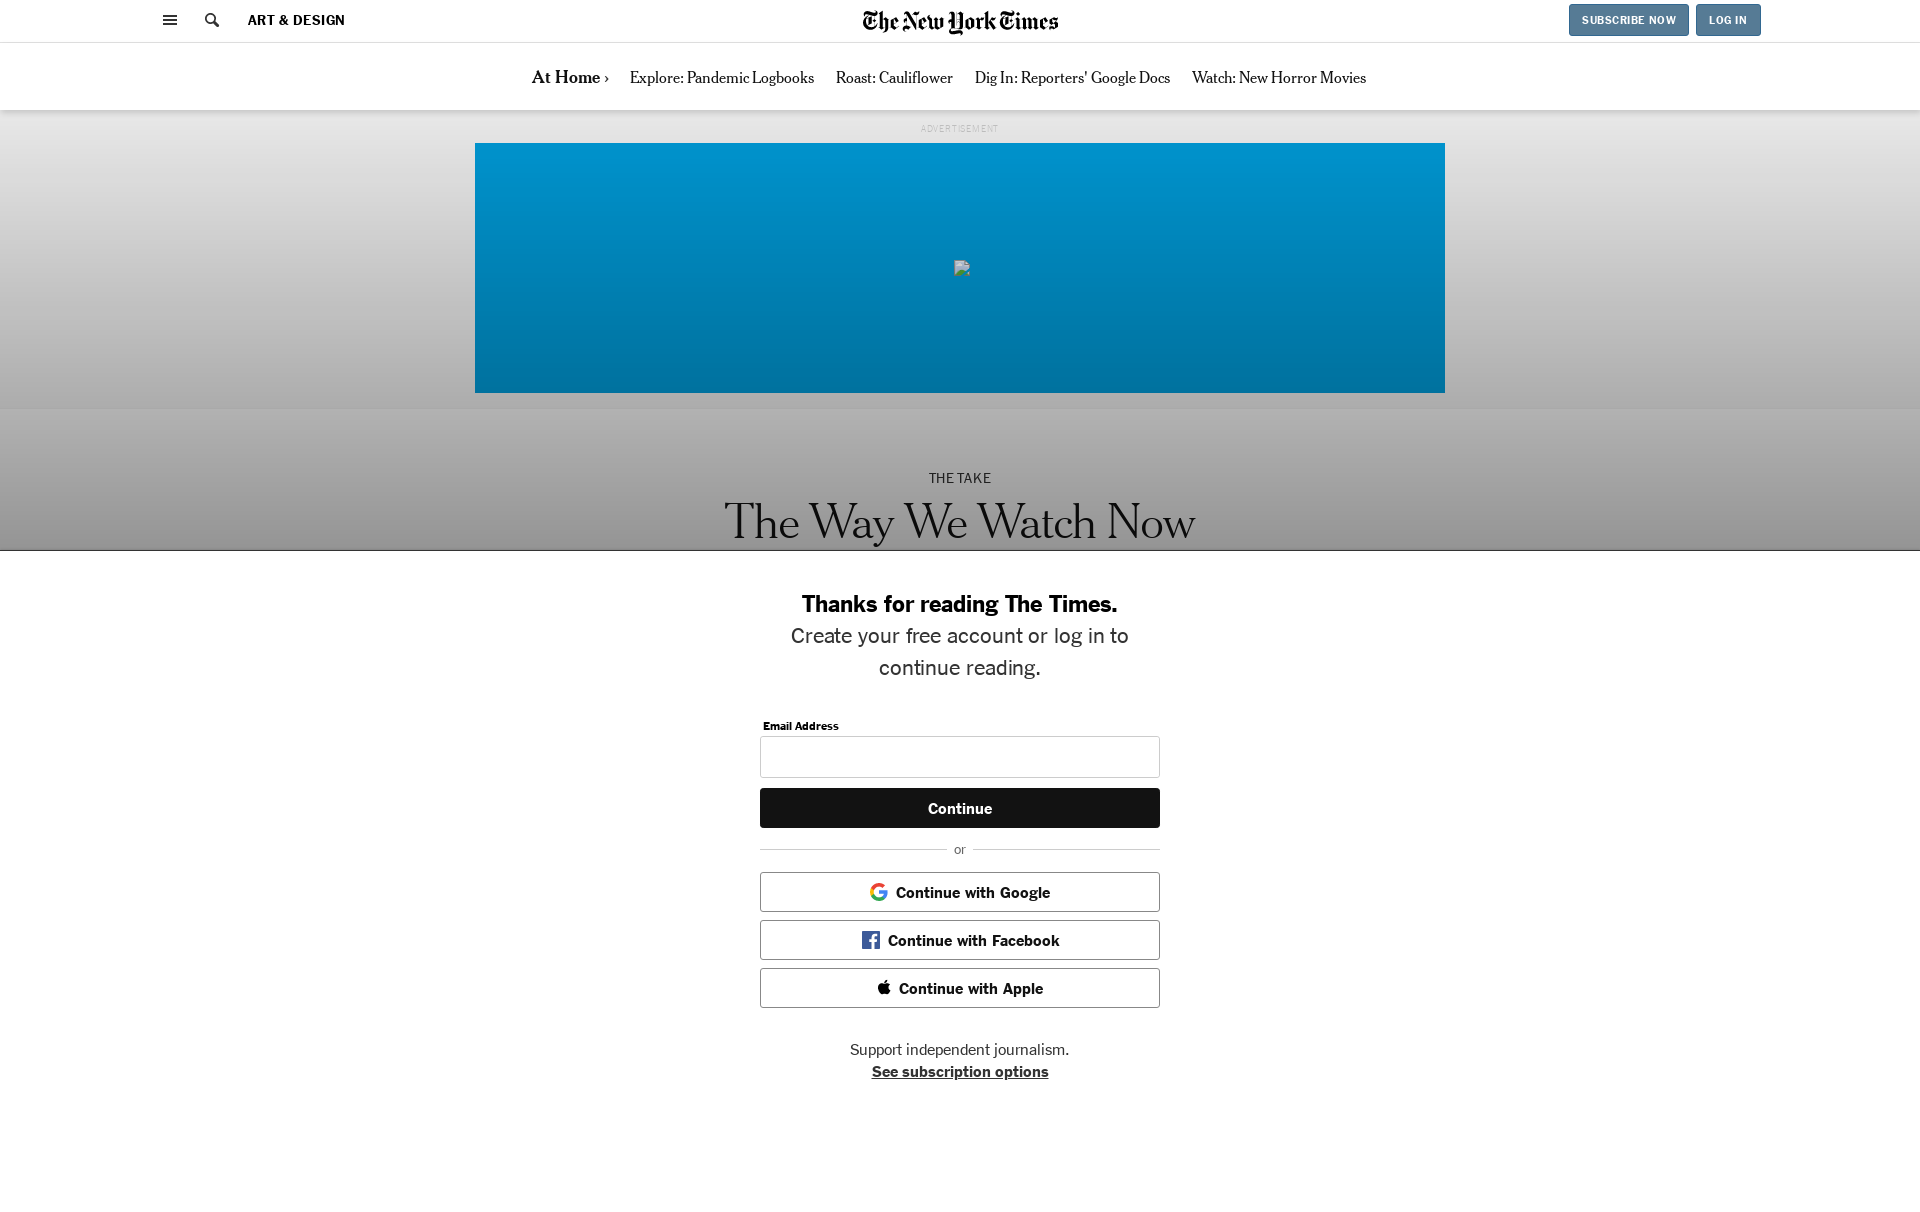 ART & DESIGN
The New York Times
SUBSCRIBE NOW
LOG IN
At Home ›
Explore: Pandemic Logbooks
Roast: Cauliflower
Dig In: Reporters' Google Docs
Watch: New Horror Movies
ADVERTISEMENT
THE TAKE
The Way We Watch Now
Thanks for reading The Times.
Create your free account or log in to
continue reading.
Email Address
Continue
or
Continue with Google
Continue with Facebook
Continue with Apple
Support independent journalism.
See subscription options